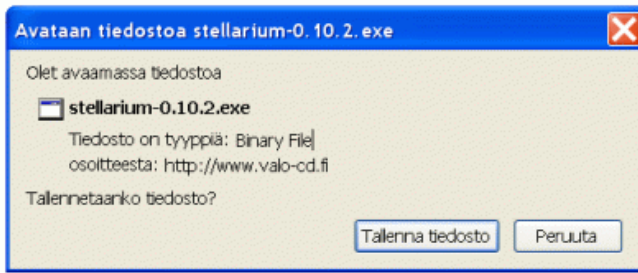 Avataan tiedostoa stellarium-0.10.2.exe
Olet avaamassa tiedostoa
stellarium-0.10.2.exe
Tiedosto on tyyppiä: Binary File
osoitteesta: http://www.valo-cd.fi
Tallennetaanko tiedosto?
Tallenna tiedosto Peruuta